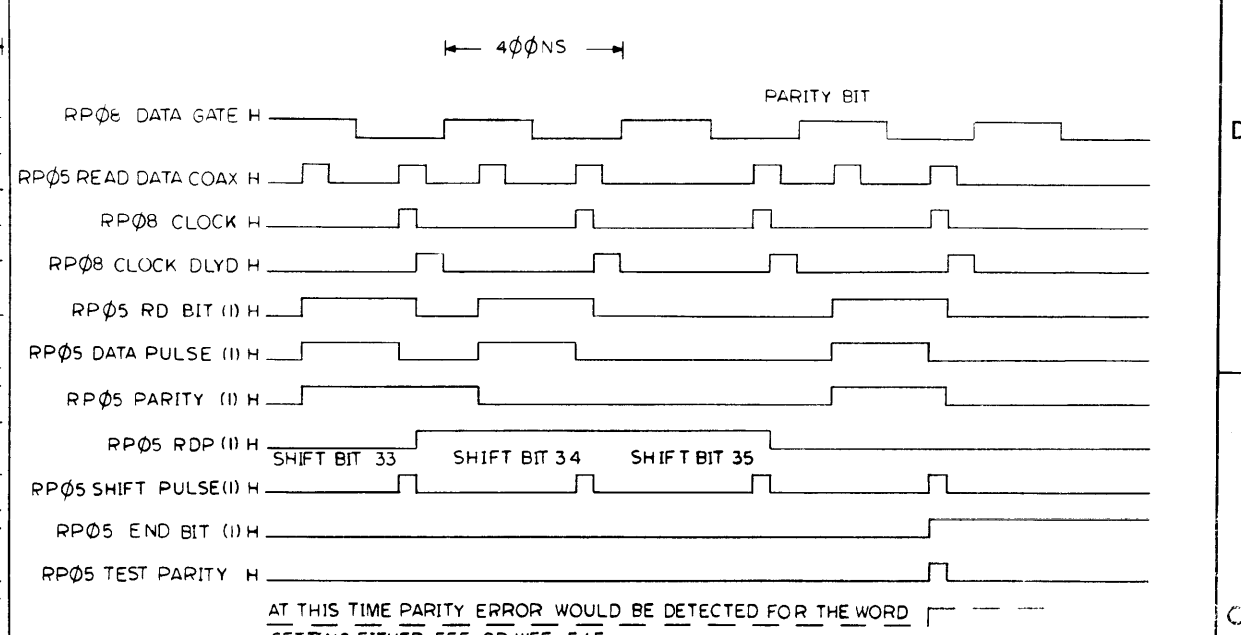 4ØØNS
PARITY BIT
RPØ8 DATA GATE H
RPØ5 READ DATA COAX H
RPØ8 CLOCK H
RPØ8 CLOCK DLYD H
RPØ5 RD BIT (1) H
RPØ5 DATA PULSE (1) H
RPØ5 PARITY (1) H
RPØ5 RDP (1) H
SHIFT BIT 33 SHIFT BIT 34 SHIFT BIT 35
RPØ5 SHIFT PULSE(1) H
RPØ5 END BIT (1) H
RPØ5 TEST PARITY H
AT THIS TIME PARITY ERROR WOULD BE DETECTED FOR THE WORD
D
C